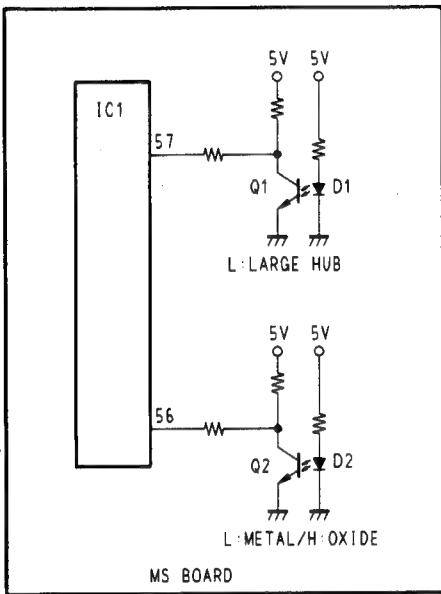 5V 5V
IC1
57
Q1 D1
L:LARGE HUB
5V 5V
56
Q2 D2
L:METAL/H:OXIDE
MS BOARD